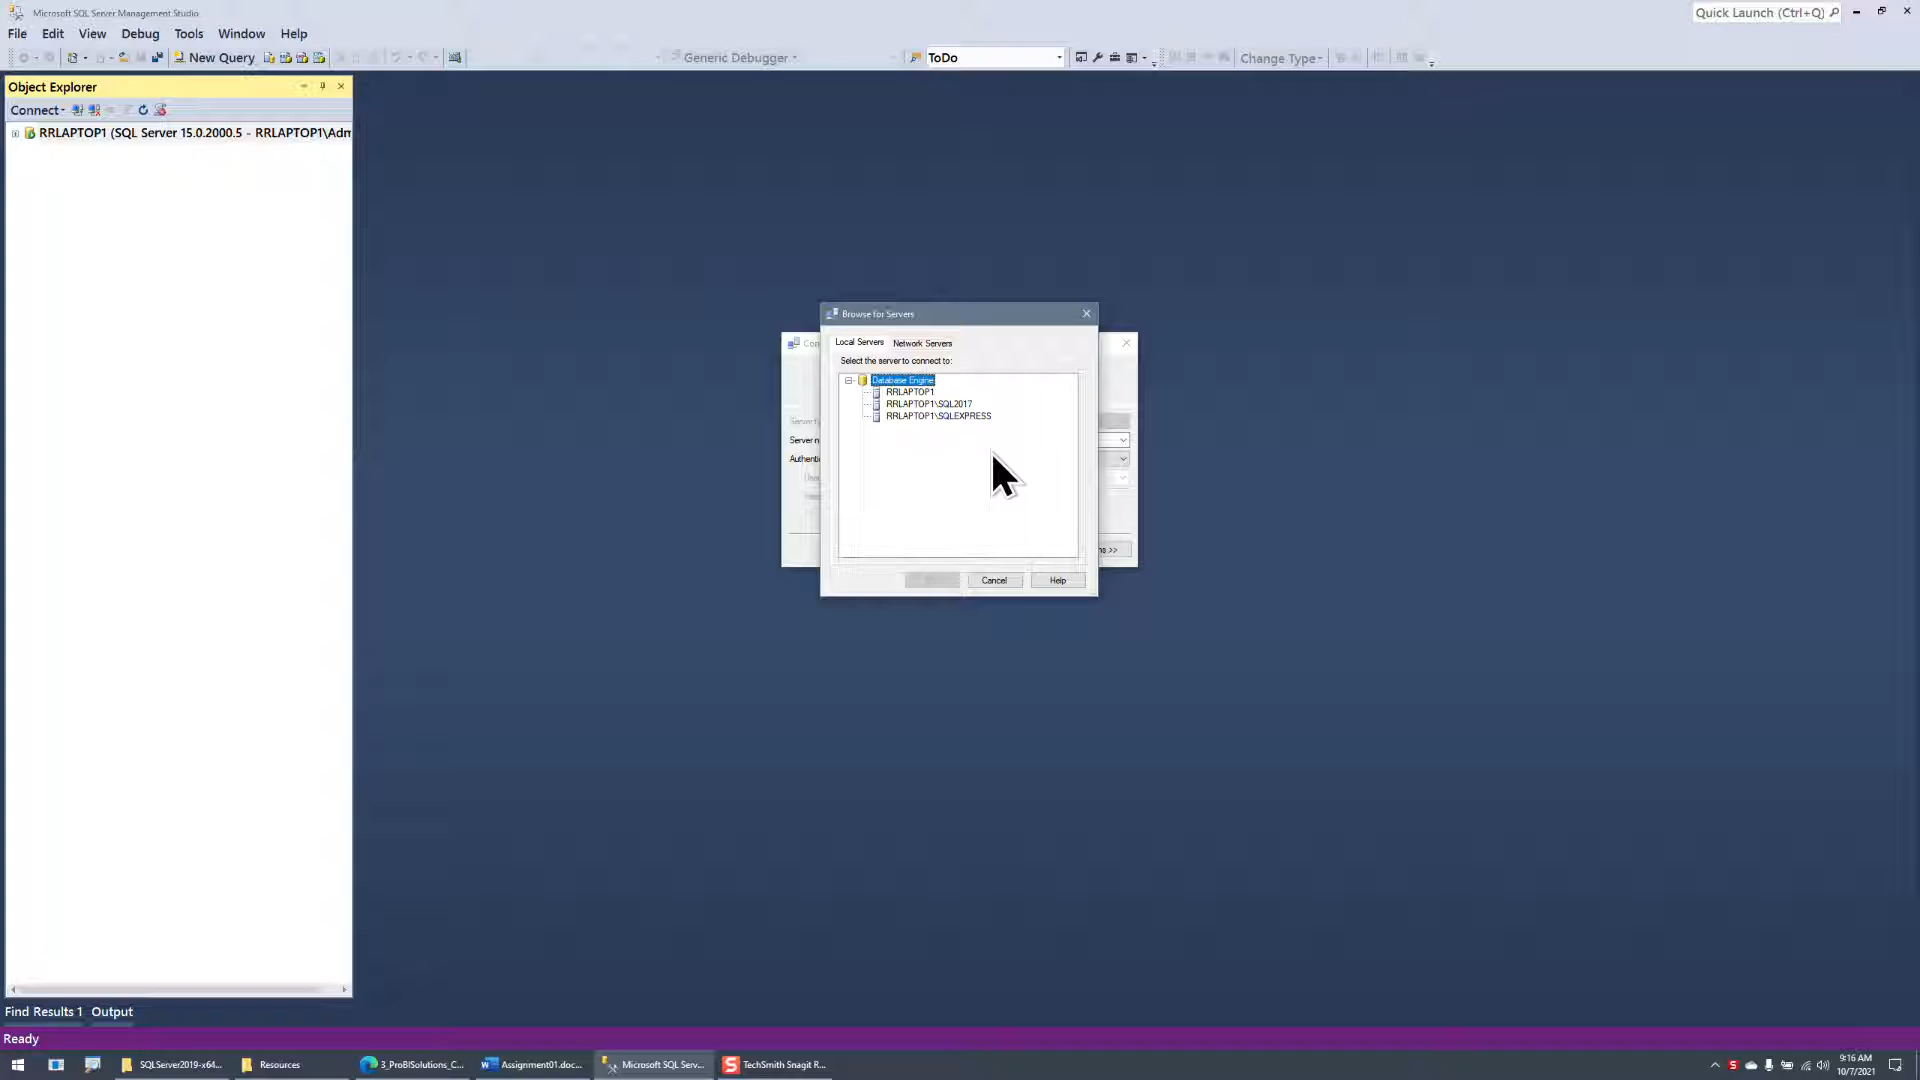 Microsoft SQL Server Management Studio
Quick Launch (Ctrl+Q)
File Edit View Debug Tools Window Help
New Query
Generic Debugger
ToDo
Change Type
Object Explorer
Connect
RRLAPTOP1 (SQL Server 15.0.2000.5 - RRLAPTOP1\Adm
Browse for Servers
Local Servers Network Servers
Select the server to connect to:
Database Engine
RRLAPTOP1
RRLAPTOP1\SQL2017
RRLAPTOP1\SQLEXPRESS
Server n
Authenti
Cancel
Help
>>
Find Results 1 Output
Ready
SQLServer2019-x64...
Resources
3_ProBISolutions_C...
Assignment01.doc...
Microsoft SQL Serv...
TechSmith Snagit R...
9:16 AM
10/7/2021